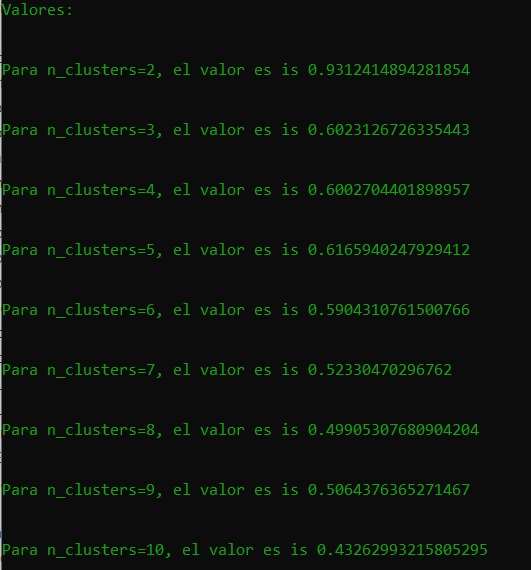 Valores:
Para n_clusters=2, el valor es is 0.9312414894281854
Para n_clusters=3, el valor es is 0.6023126726335443
Para n_clusters=4, el valor es is 0.6002704401898957
Para n_clusters=5, el valor es is 0.6165940247929412
Para n_clusters=6, el valor es is 0.5904310761500766
Para n_clusters=7, el valor es is 0.52330470296762
Para n_clusters=8, el valor es is 0.49905307680904204
Para n_clusters=9, el valor es is 0.5064376365271467
Para n_clusters=10, el valor es is 0.43262993215805295